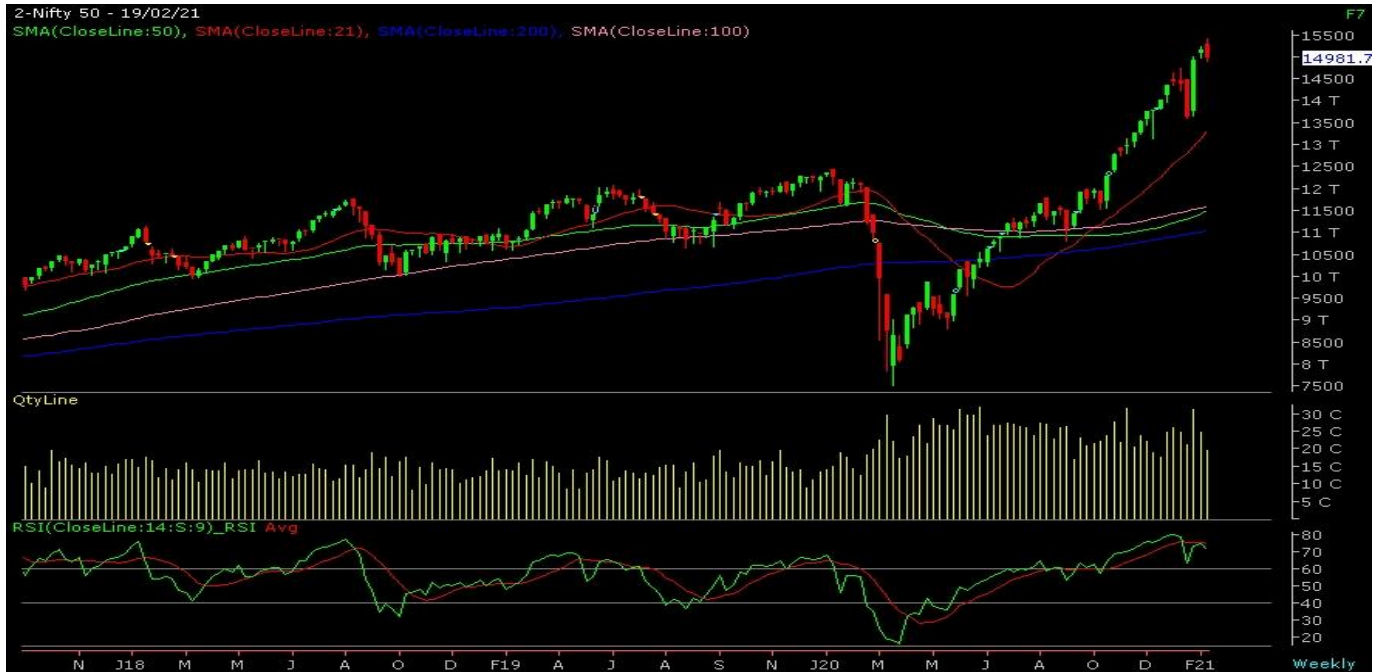 2-Nifty 50 - 19/02/21 F7
SMA(CloseLine:50), SMA(CloseLine:21), SMA(CloseLine:200), SMA(CloseLine:100)
15500
14981.7
14500
14 T
13500
13 T
12500
12 T
11500
11 T
10500
10 T
9500
9 T
8500
8 T
7500
QtyLine
30 C
25 C
20 C
15 C
10 C
5 C
RSI(CloseLine:14:S:9)_RSI Avg
80
70
60
50
40
30
20
N J18 M M J A O D F19 A J A S N J20 M M J A O D F21 Weekly